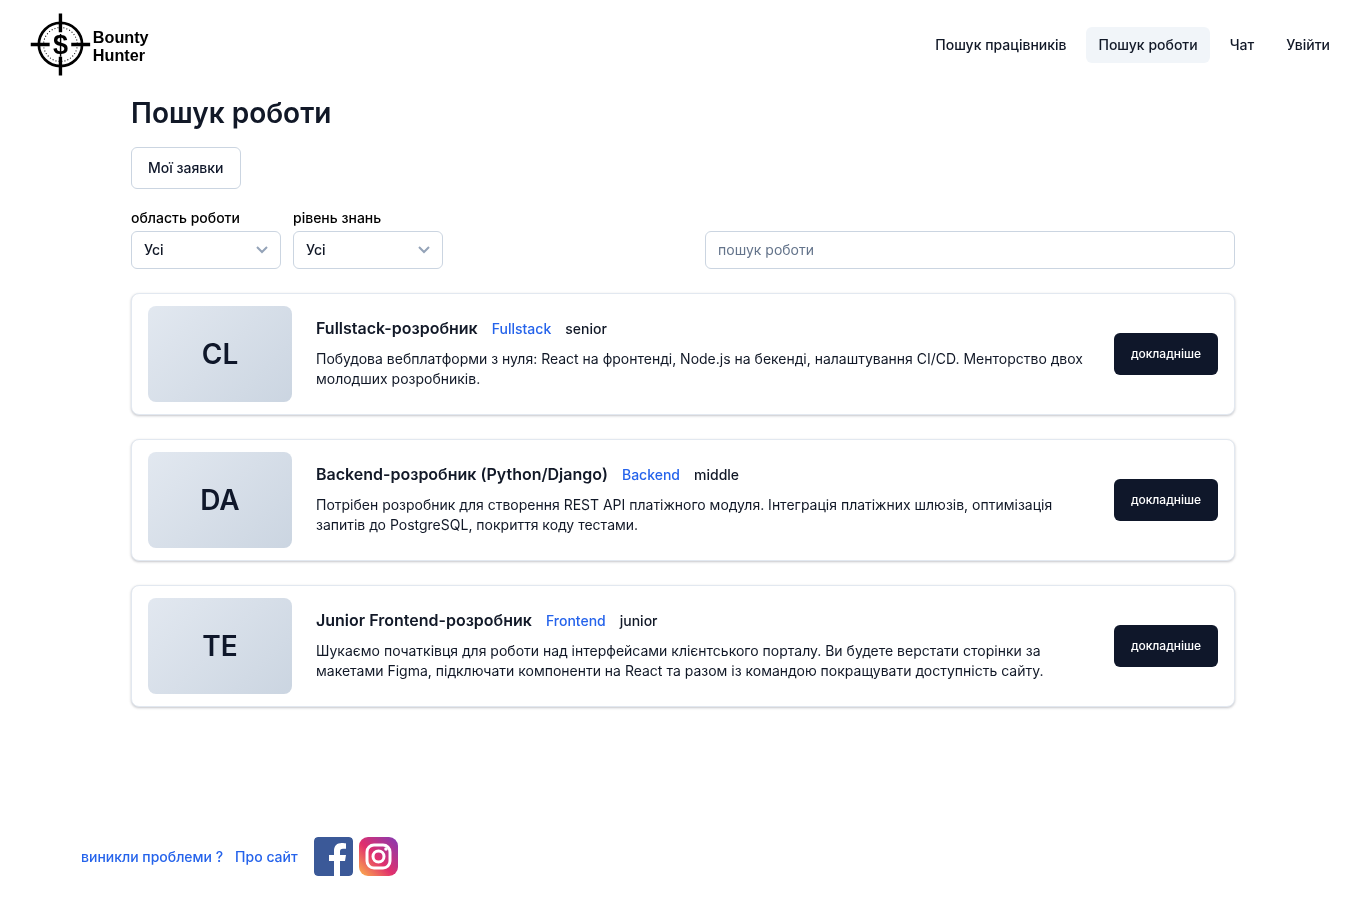 $
Bounty
Hunter
Пошук працівників
Пошук роботи
Чат
Увійти
Пошук роботи
Мої заявки
область роботи
рівень знань
Усі
Усі
пошук роботи
CL
Fullstack-розробник Fullstack senior
Побудова вебплатформи з нуля: React на фронтенді, Node.js на бекенді, налаштування CI/CD. Менторство двох
молодших розробників.
докладніше
DA
Backend-розробник (Python/Django) Backend middle
Потрібен розробник для створення REST API платіжного модуля. Інтеграція платіжних шлюзів, оптимізація
запитів до PostgreSQL, покриття коду тестами.
докладніше
TE
Junior Frontend-розробник Frontend junior
Шукаємо початківця для роботи над інтерфейсами клієнтського порталу. Ви будете верстати сторінки за
макетами Figma, підключати компоненти на React та разом із командою покращувати доступність сайту.
докладніше
виникли проблеми ? Про сайт